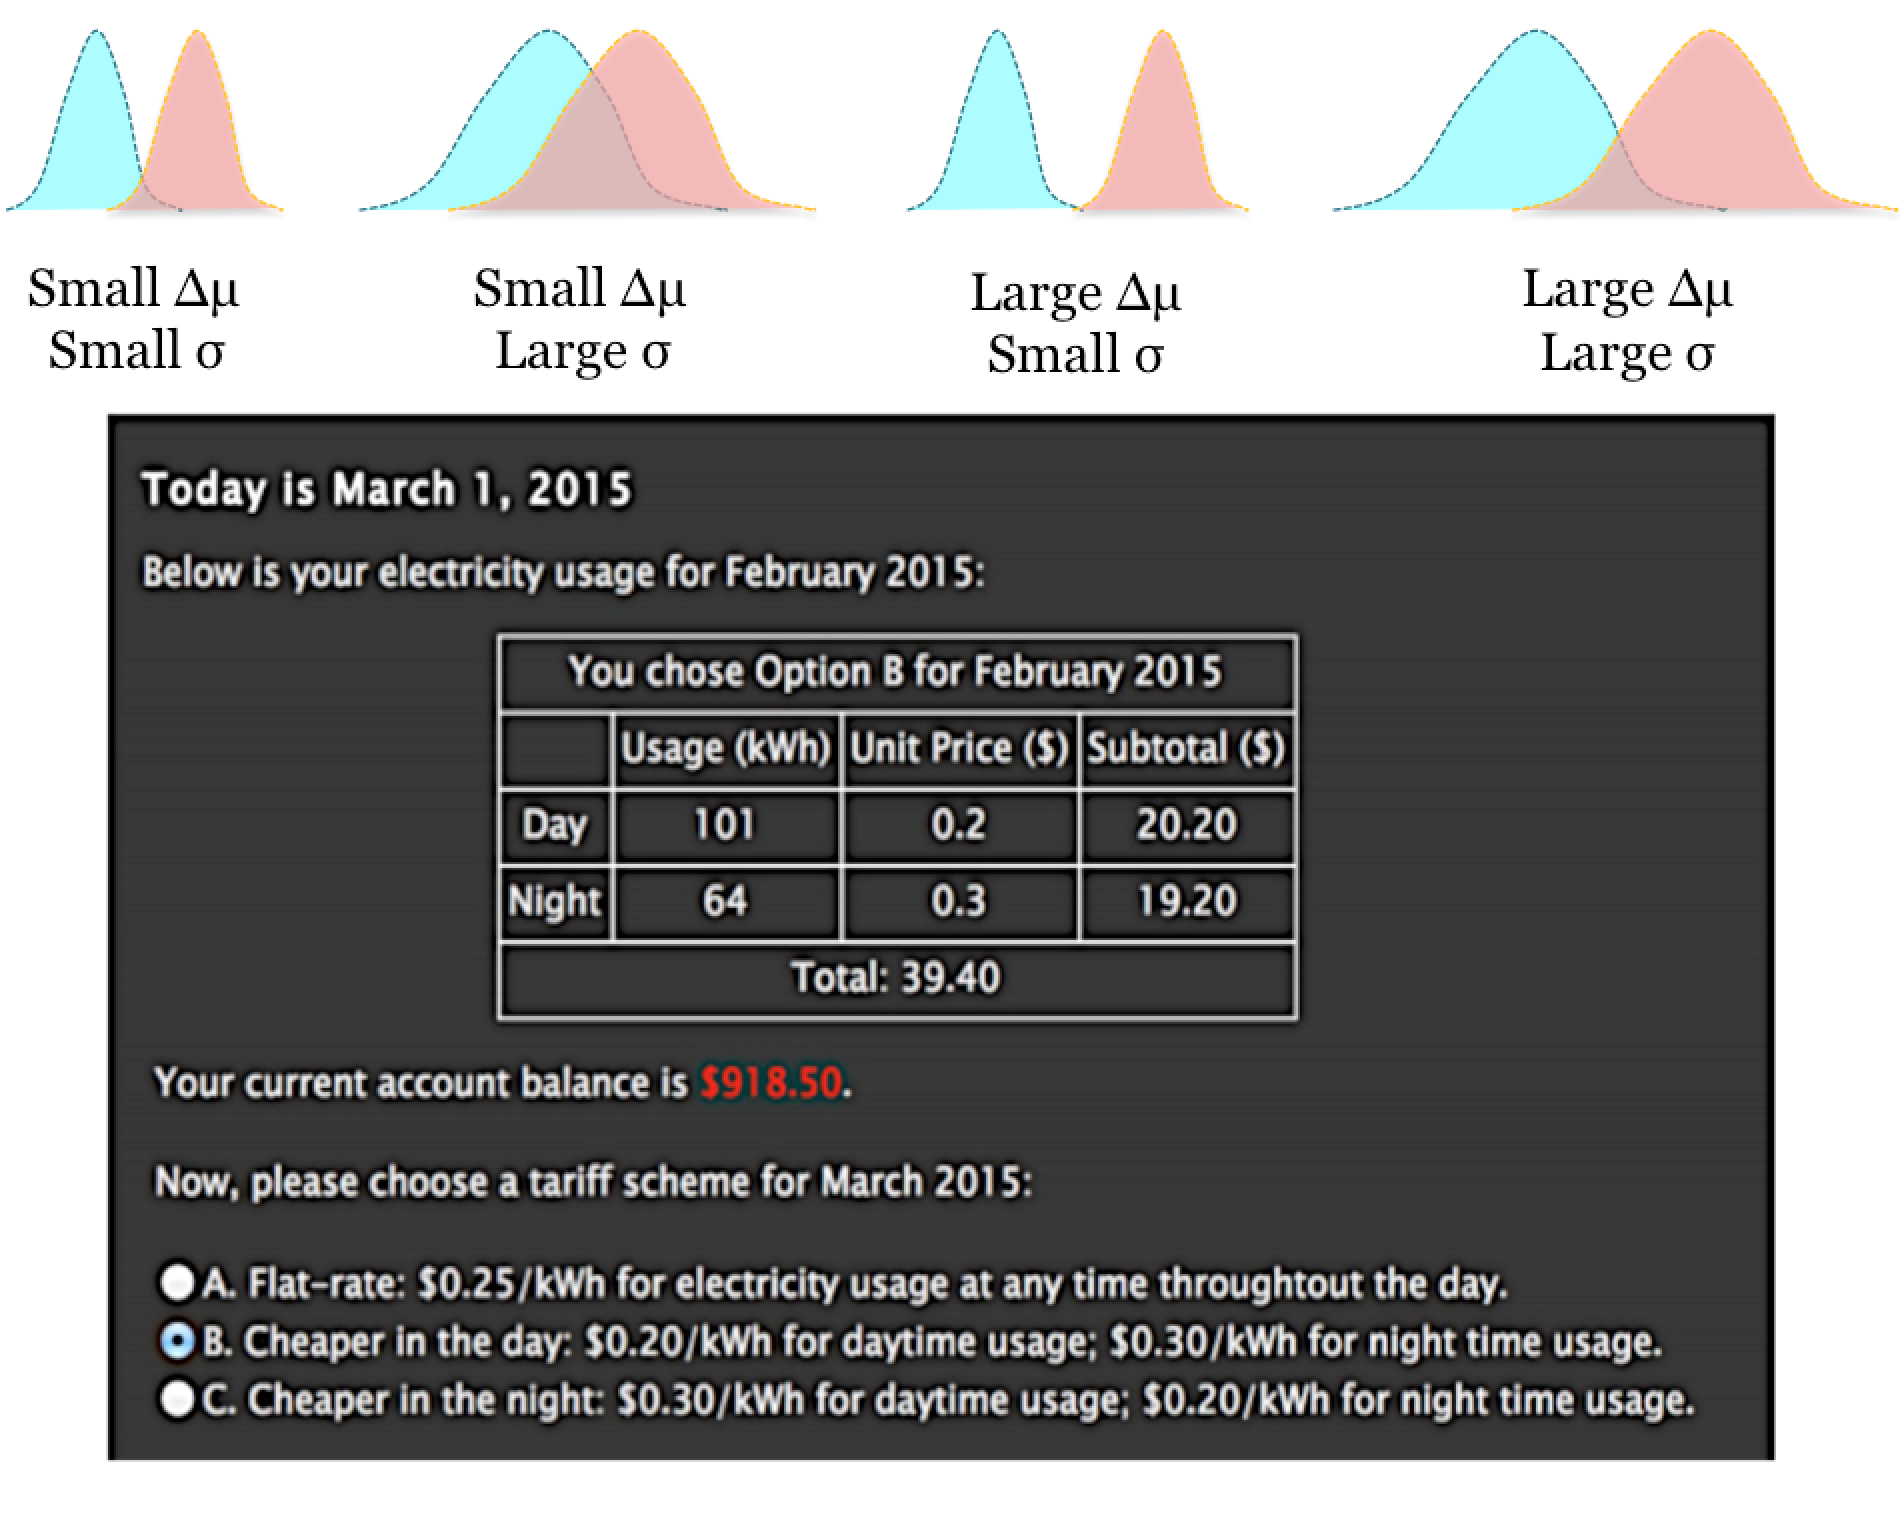 Small Δμ
Small σ
Small Δμ
Large σ
Large Δμ
Small σ
Large Δμ
Large σ
Today is March 1, 2015
Below is your electricity usage for February 2015:
You chose Option B for February 2015
Usage (kWh) Unit Price ($) Subtotal ($)
Day 101 0.2 20.20
Night 64 0.3 19.20
Total: 39.40
Your current account balance is $918.50.
Now, please choose a tariff scheme for March 2015:
A. Flat-rate: $0.25/kWh for electricity usage at any time throughtout the day.
B. Cheaper in the day: $0.20/kWh for daytime usage; $0.30/kWh for night time usage.
C. Cheaper in the night: $0.30/kWh for daytime usage; $0.20/kWh for night time usage.